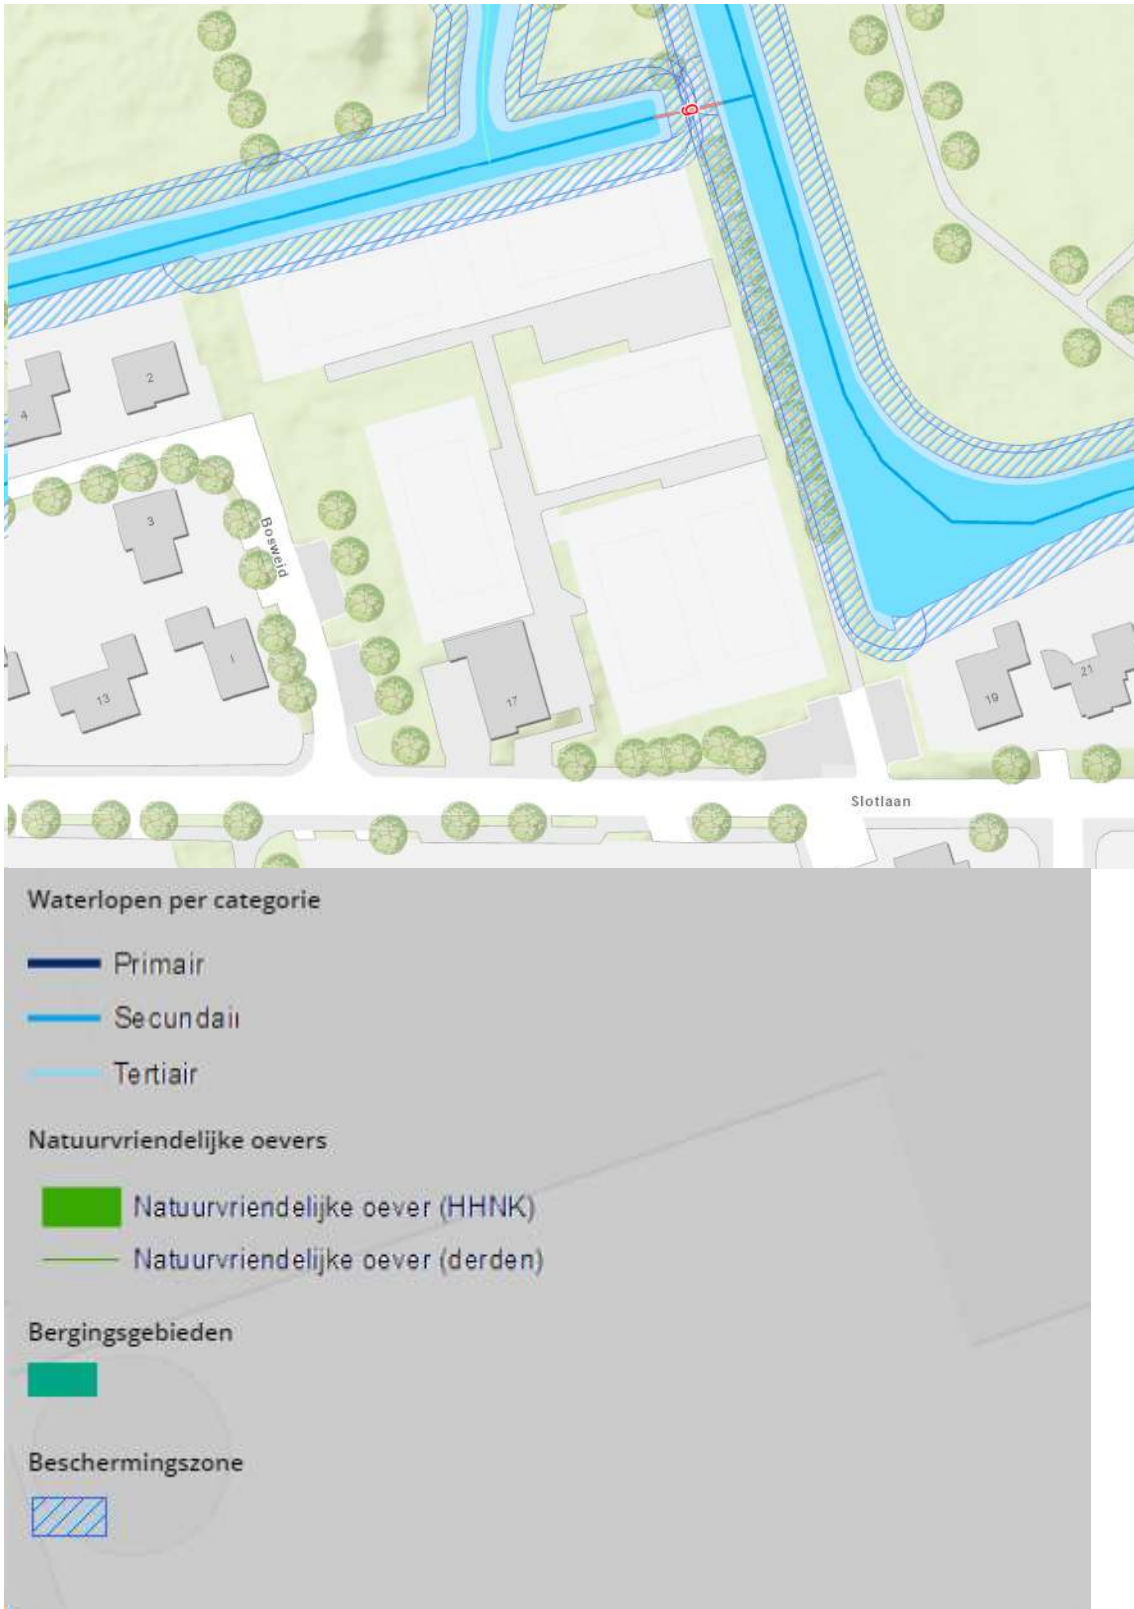 g
2
4
3
Bosweid
1
13
17
19
21
Slotlaan
Waterlopen per categorie
Primair
Secundair
Tertiair
Natuurvriendelijke oevers
Natuurvriendelijke oever (HHNK)
Natuurvriendelijke oever (derden)
Bergingsgebieden
Beschermingszone